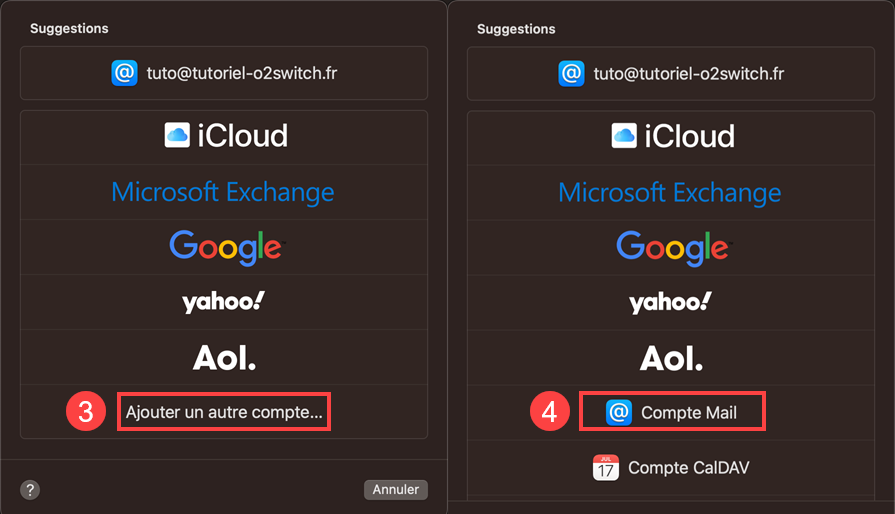 Suggestions
@ tuto@tutoriel-o2switch.fr
iCloud
Microsoft Exchange
Google
yahoo!
Aol.
3 Ajouter un autre compte...
? Annuler
Suggestions
@ tuto@tutoriel-o2switch.fr
iCloud
Microsoft Exchange
Google
yahoo!
Aol.
4 @ Compte Mail
JUL
17 Compte CalDAV